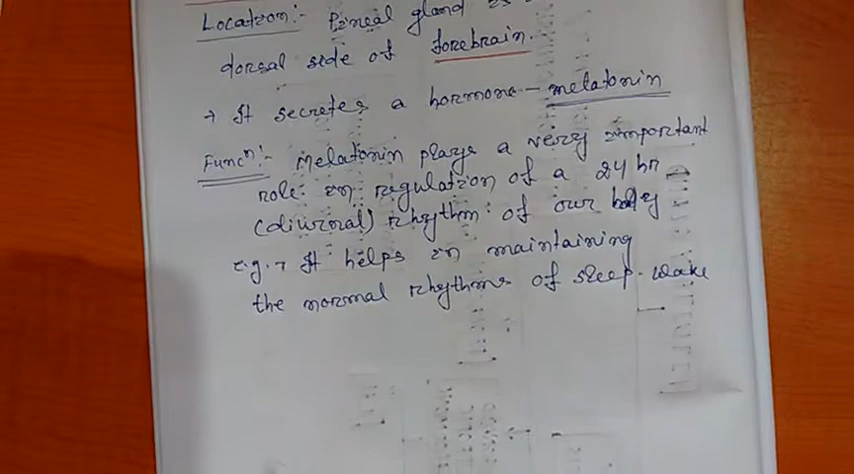 Location:- Pineal gland is
dorsal side of forebrain.
→ It secretes a hormone – melatonin
Funcⁿ:- Melatonin plays a very important
role in regulation of a 24 hr
(diurnal) rhythm of our body
e.g. → It helps in maintaining
the normal rhythms of sleep-wake